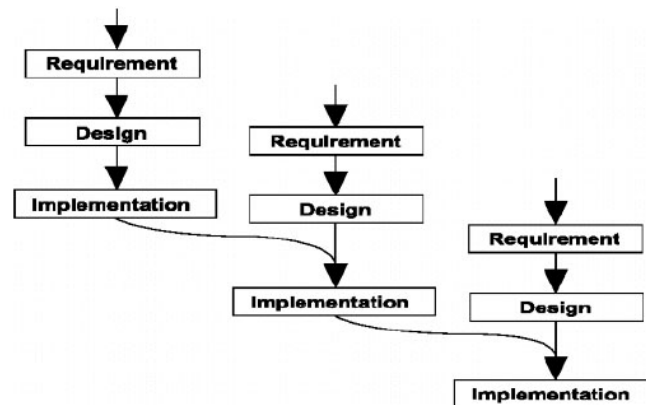 Requirement
Design
Implementation
Requirement
Design
Implementation
Requirement
Design
Implementation